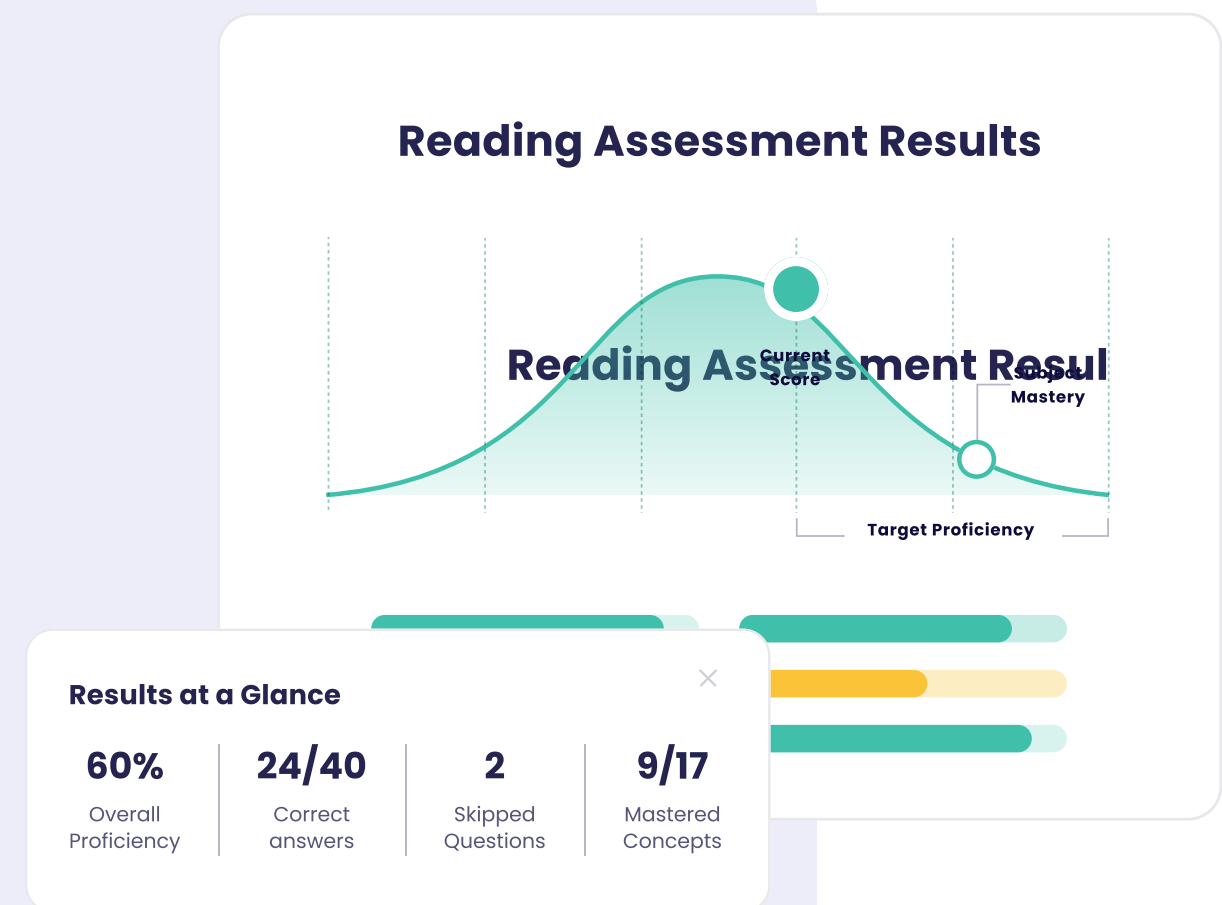 Reading Assessment Results
Reading Assessment Resul
Current
Score
Subject
Mastery
Target Proficiency
Results at a Glance
60%
Overall
Proficiency
24/40
Correct
answers
2
Skipped
Questions
9/17
Mastered
Concepts